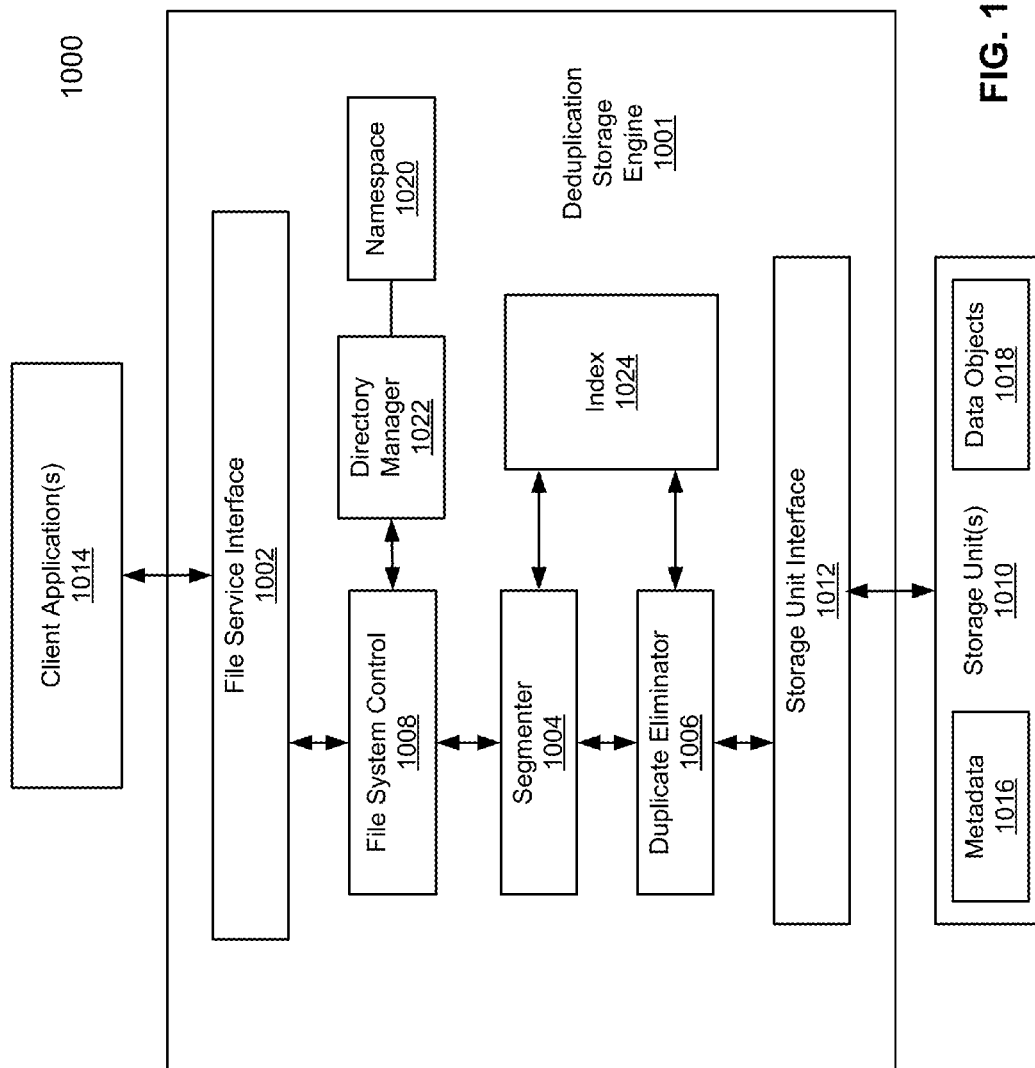 1000
Client Application(s)
1014
File Service Interface
1002
File System Control
1008
Directory
Manager
1022
Namespace
1020
Segmenter
1004
Index
1024
Deduplication
Storage
Engine
1001
Duplicate Eliminator
1006
Storage Unit Interface
1012
Metadata
1016
Storage Unit(s)
1010
Data Objects
1018
FIG. 1